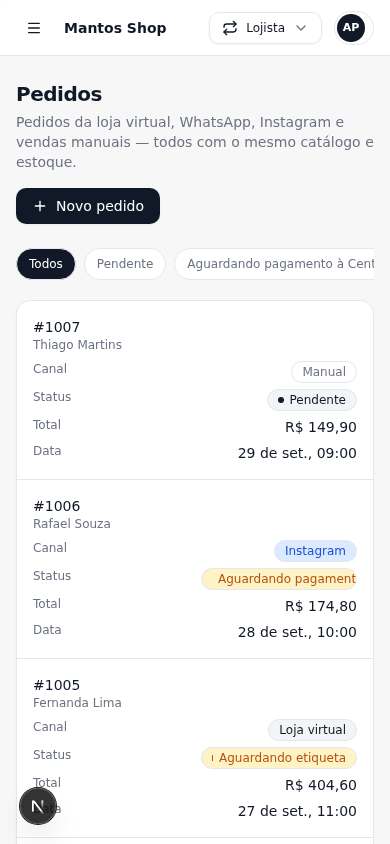 Mantos Shop
Lojista
AP
Pedidos
Pedidos da loja virtual, WhatsApp, Instagram e
vendas manuais — todos com o mesmo catálogo e
estoque.
Novo pedido
Todos
Pendente
Aguardando pagamento à Cent
#1007
Thiago Martins
Canal
Manual
Status
Pendente
Total
R$ 149,90
Data
29 de set., 09:00
#1006
Rafael Souza
Canal
Instagram
Status
Aguardando pagament
Total
R$ 174,80
Data
28 de set., 10:00
#1005
Fernanda Lima
Canal
Loja virtual
Status
Aguardando etiqueta
Total
R$ 404,60
Data
27 de set., 11:00
N